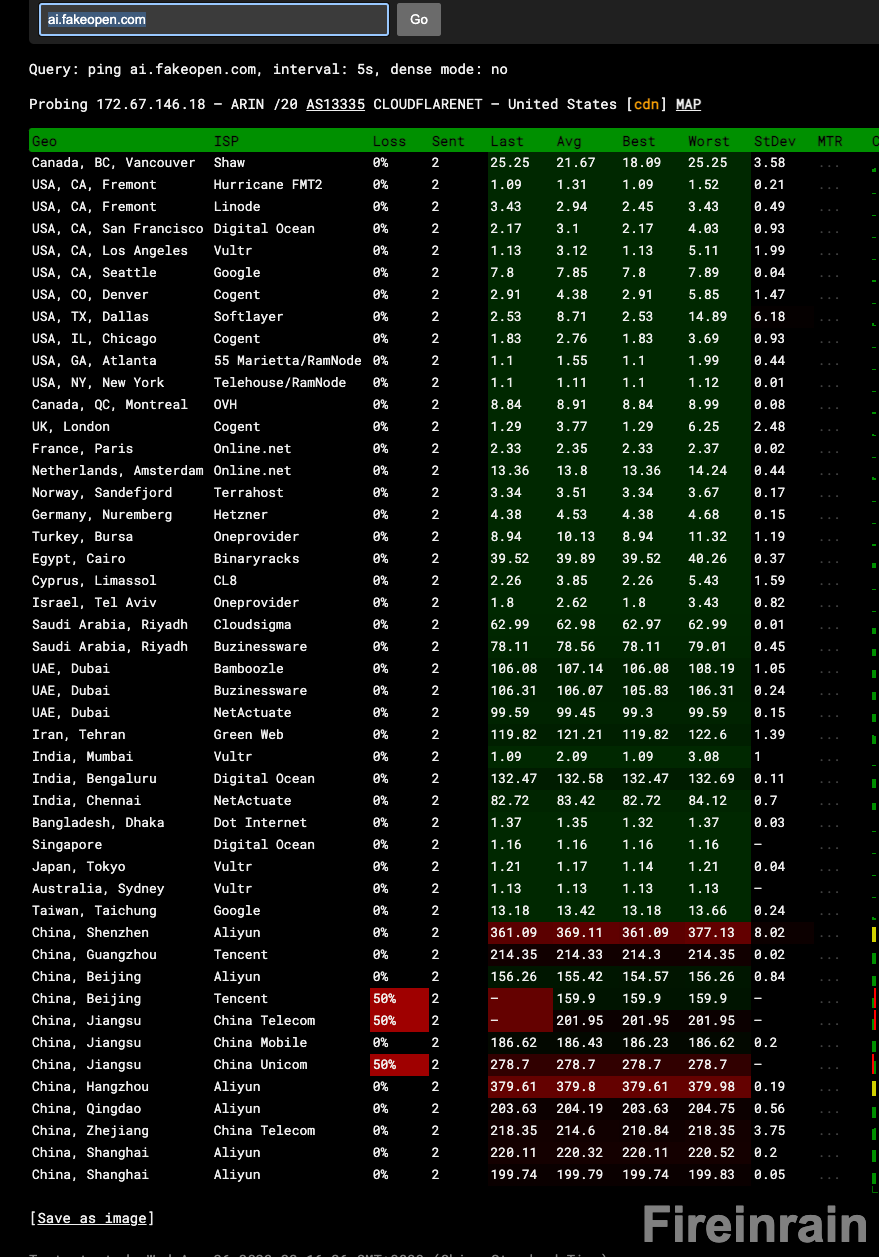 ai.fakeopen.com Go
Query: ping ai.fakeopen.com, interval: 5s, dense mode: no
Probing 172.67.146.18 — ARIN /20 AS13335 CLOUDFLARENET — United States [cdn] MAP
Geo ISP Loss Sent Last Avg Best Worst StDev MTR
Canada, BC, Vancouver Shaw 0% 2 25.25 21.67 18.09 25.25 3.58 ...
USA, CA, Fremont Hurricane FMT2 0% 2 1.09 1.31 1.09 1.52 0.21 ...
USA, CA, Fremont Linode 0% 2 3.43 2.94 2.45 3.43 0.49 ...
USA, CA, San Francisco Digital Ocean 0% 2 2.17 3.1 2.17 4.03 0.93 ...
USA, CA, Los Angeles Vultr 0% 2 1.13 3.12 1.13 5.11 1.99 ...
USA, CA, Seattle Google 0% 2 7.8 7.85 7.8 7.89 0.04 ...
USA, CO, Denver Cogent 0% 2 2.91 4.38 2.91 5.85 1.47 ...
USA, TX, Dallas Softlayer 0% 2 2.53 8.71 2.53 14.89 6.18 ...
USA, IL, Chicago Cogent 0% 2 1.83 2.76 1.83 3.69 0.93 ...
USA, GA, Atlanta 55 Marietta/RamNode 0% 2 1.1 1.55 1.1 1.99 0.44 ...
USA, NY, New York Telehouse/RamNode 0% 2 1.1 1.11 1.1 1.12 0.01 ...
Canada, QC, Montreal OVH 0% 2 8.84 8.91 8.84 8.99 0.08 ...
UK, London Cogent 0% 2 1.29 3.77 1.29 6.25 2.48 ...
France, Paris Online.net 0% 2 2.33 2.35 2.33 2.37 0.02 ...
Netherlands, Amsterdam Online.net 0% 2 13.36 13.8 13.36 14.24 0.44 ...
Norway, Sandefjord Terrahost 0% 2 3.34 3.51 3.34 3.67 0.17 ...
Germany, Nuremberg Hetzner 0% 2 4.38 4.53 4.38 4.68 0.15 ...
Turkey, Bursa Oneprovider 0% 2 8.94 10.13 8.94 11.32 1.19 ...
Egypt, Cairo Binaryracks 0% 2 39.52 39.89 39.52 40.26 0.37 ...
Cyprus, Limassol CL8 0% 2 2.26 3.85 2.26 5.43 1.59 ...
Israel, Tel Aviv Oneprovider 0% 2 1.8 2.62 1.8 3.43 0.82 ...
Saudi Arabia, Riyadh Cloudsigma 0% 2 62.99 62.98 62.97 62.99 0.01 ...
Saudi Arabia, Riyadh Buzinessware 0% 2 78.11 78.56 78.11 79.01 0.45 ...
UAE, Dubai Bamboozle 0% 2 106.08 107.14 106.08 108.19 1.05 ...
UAE, Dubai Buzinessware 0% 2 106.31 106.07 105.83 106.31 0.24 ...
UAE, Dubai NetActuate 0% 2 99.59 99.45 99.3 99.59 0.15 ...
Iran, Tehran Green Web 0% 2 119.82 121.21 119.82 122.6 1.39 ...
India, Mumbai Vultr 0% 2 1.09 2.09 1.09 3.08 1 ...
India, Bengaluru Digital Ocean 0% 2 132.47 132.58 132.47 132.69 0.11 ...
India, Chennai NetActuate 0% 2 82.72 83.42 82.72 84.12 0.7 ...
Bangladesh, Dhaka Dot Internet 0% 2 1.37 1.35 1.32 1.37 0.03 ...
Singapore Digital Ocean 0% 2 1.16 1.16 1.16 1.16 — ...
Japan, Tokyo Vultr 0% 2 1.21 1.17 1.14 1.21 0.04 ...
Australia, Sydney Vultr 0% 2 1.13 1.13 1.13 1.13 — ...
Taiwan, Taichung Google 0% 2 13.18 13.42 13.18 13.66 0.24 ...
China, Shenzhen Aliyun 0% 2 361.09 369.11 361.09 377.13 8.02 ...
China, Guangzhou Tencent 0% 2 214.35 214.33 214.3 214.35 0.02 ...
China, Beijing Aliyun 0% 2 156.26 155.42 154.57 156.26 0.84 ...
China, Beijing Tencent 50% 2 — 159.9 159.9 159.9 — ...
China, Jiangsu China Telecom 50% 2 — 201.95 201.95 201.95 — ...
China, Jiangsu China Mobile 0% 2 186.62 186.43 186.23 186.62 0.2 ...
China, Jiangsu China Unicom 50% 2 278.7 278.7 278.7 278.7 — ...
China, Hangzhou Aliyun 0% 2 379.61 379.8 379.61 379.98 0.19 ...
China, Qingdao Aliyun 0% 2 203.63 204.19 203.63 204.75 0.56 ...
China, Zhejiang China Telecom 0% 2 218.35 214.6 210.84 218.35 3.75 ...
China, Shanghai Aliyun 0% 2 220.11 220.32 220.11 220.52 0.2 ...
China, Shanghai Aliyun 0% 2 199.74 199.79 199.74 199.83 0.05 ...
[Save as image]
Fireinrain